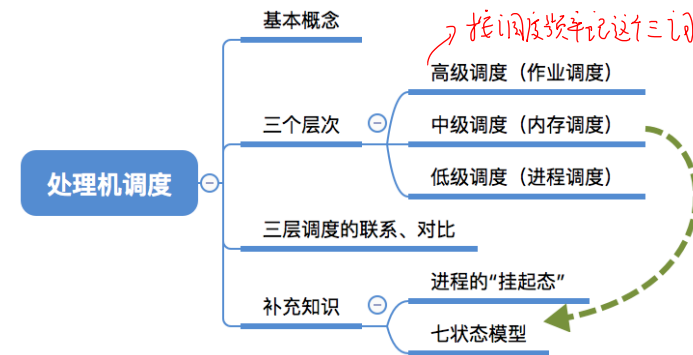 按调度频率记这个三词
基本概念
高级调度（作业调度）
三个层次
中级调度（内存调度）
低级调度（进程调度）
处理机调度
三层调度的联系、对比
进程的“挂起态”
补充知识
七状态模型